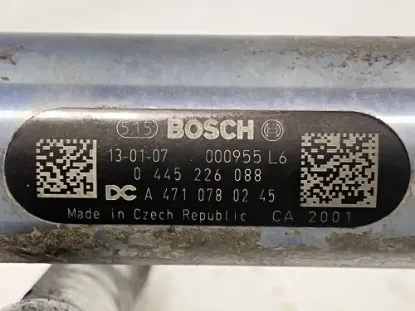 515 BOSCH
13-01-07 000955 L6
0 445 226 088
DC A 471 078 02 45
Made in Czech Republic CA 2001